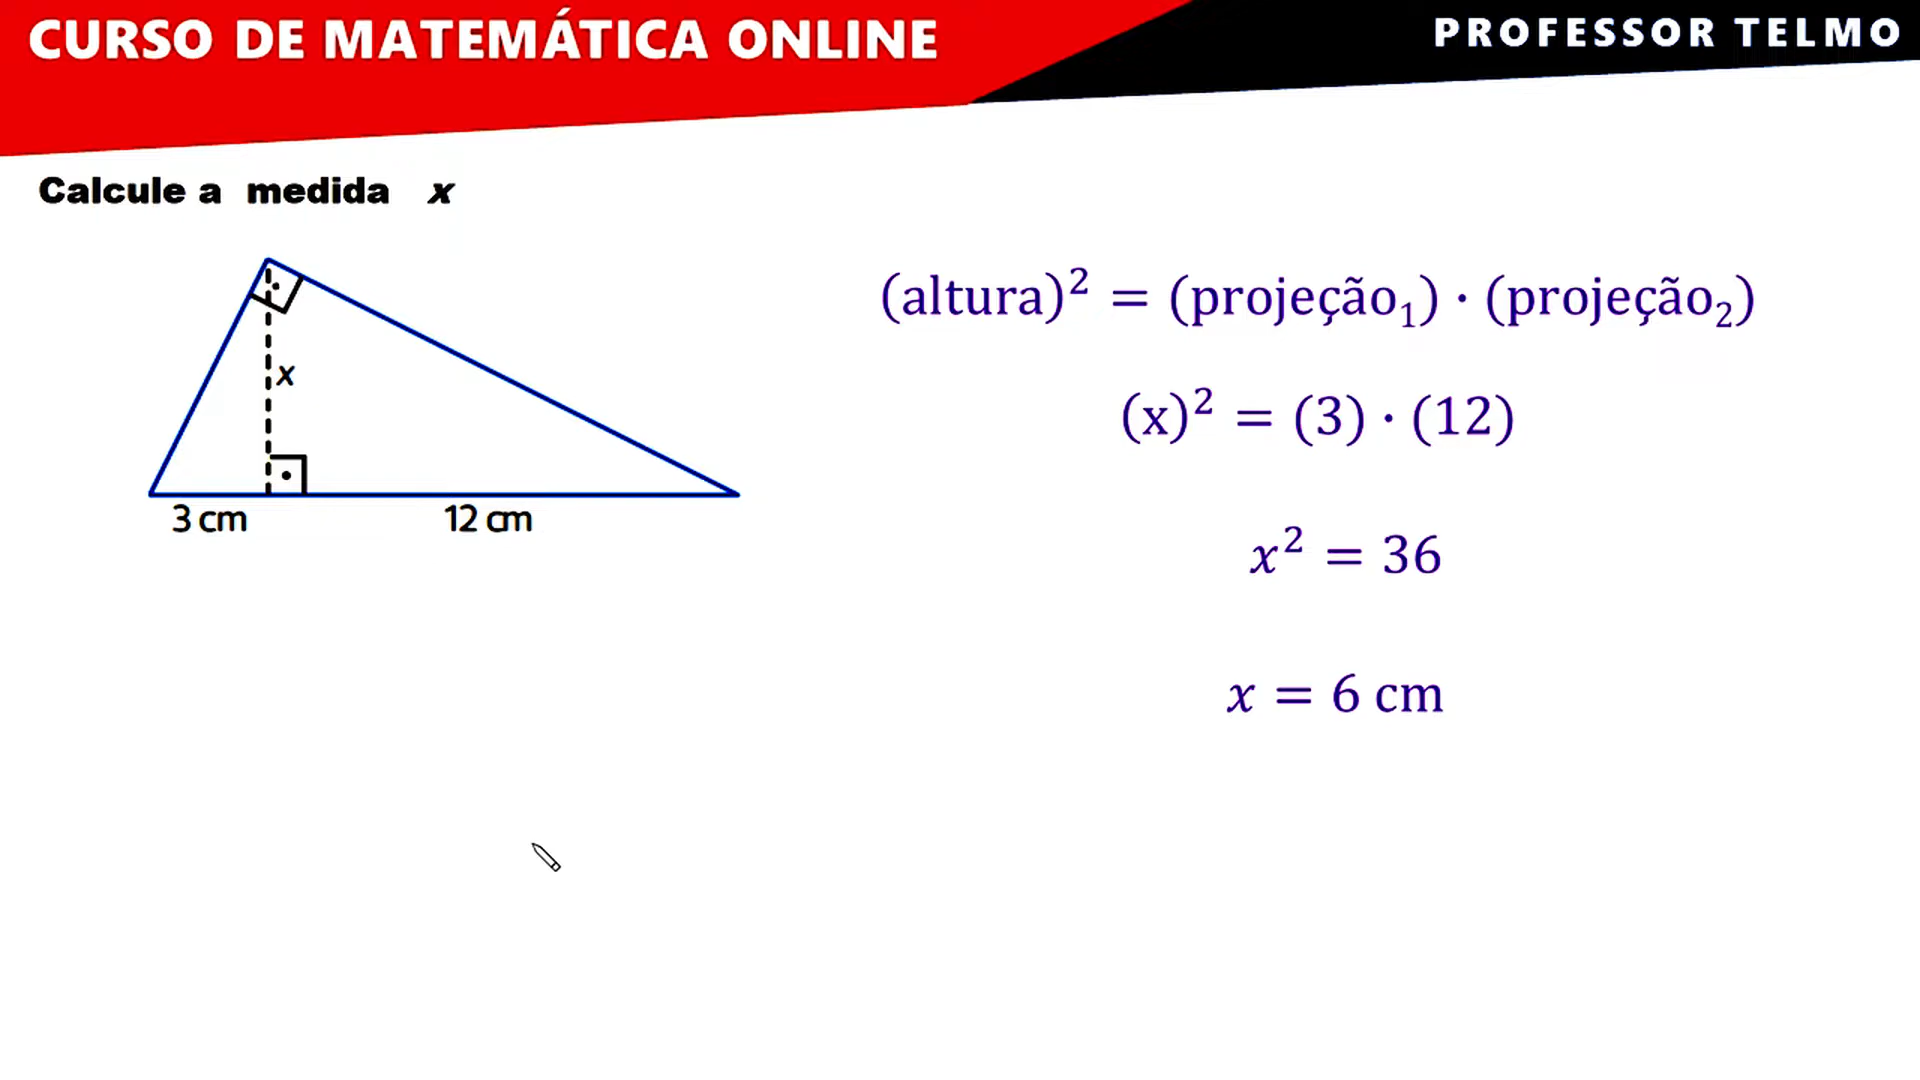 CURSO DE MATEMÁTICA ONLINE
PROFESSOR TELMO
Calcule a medida x
x
3 cm
12 cm
(altura)² = (projeção₁) · (projeção₂)
(x)² = (3) · (12)
x² = 36
x = 6 cm